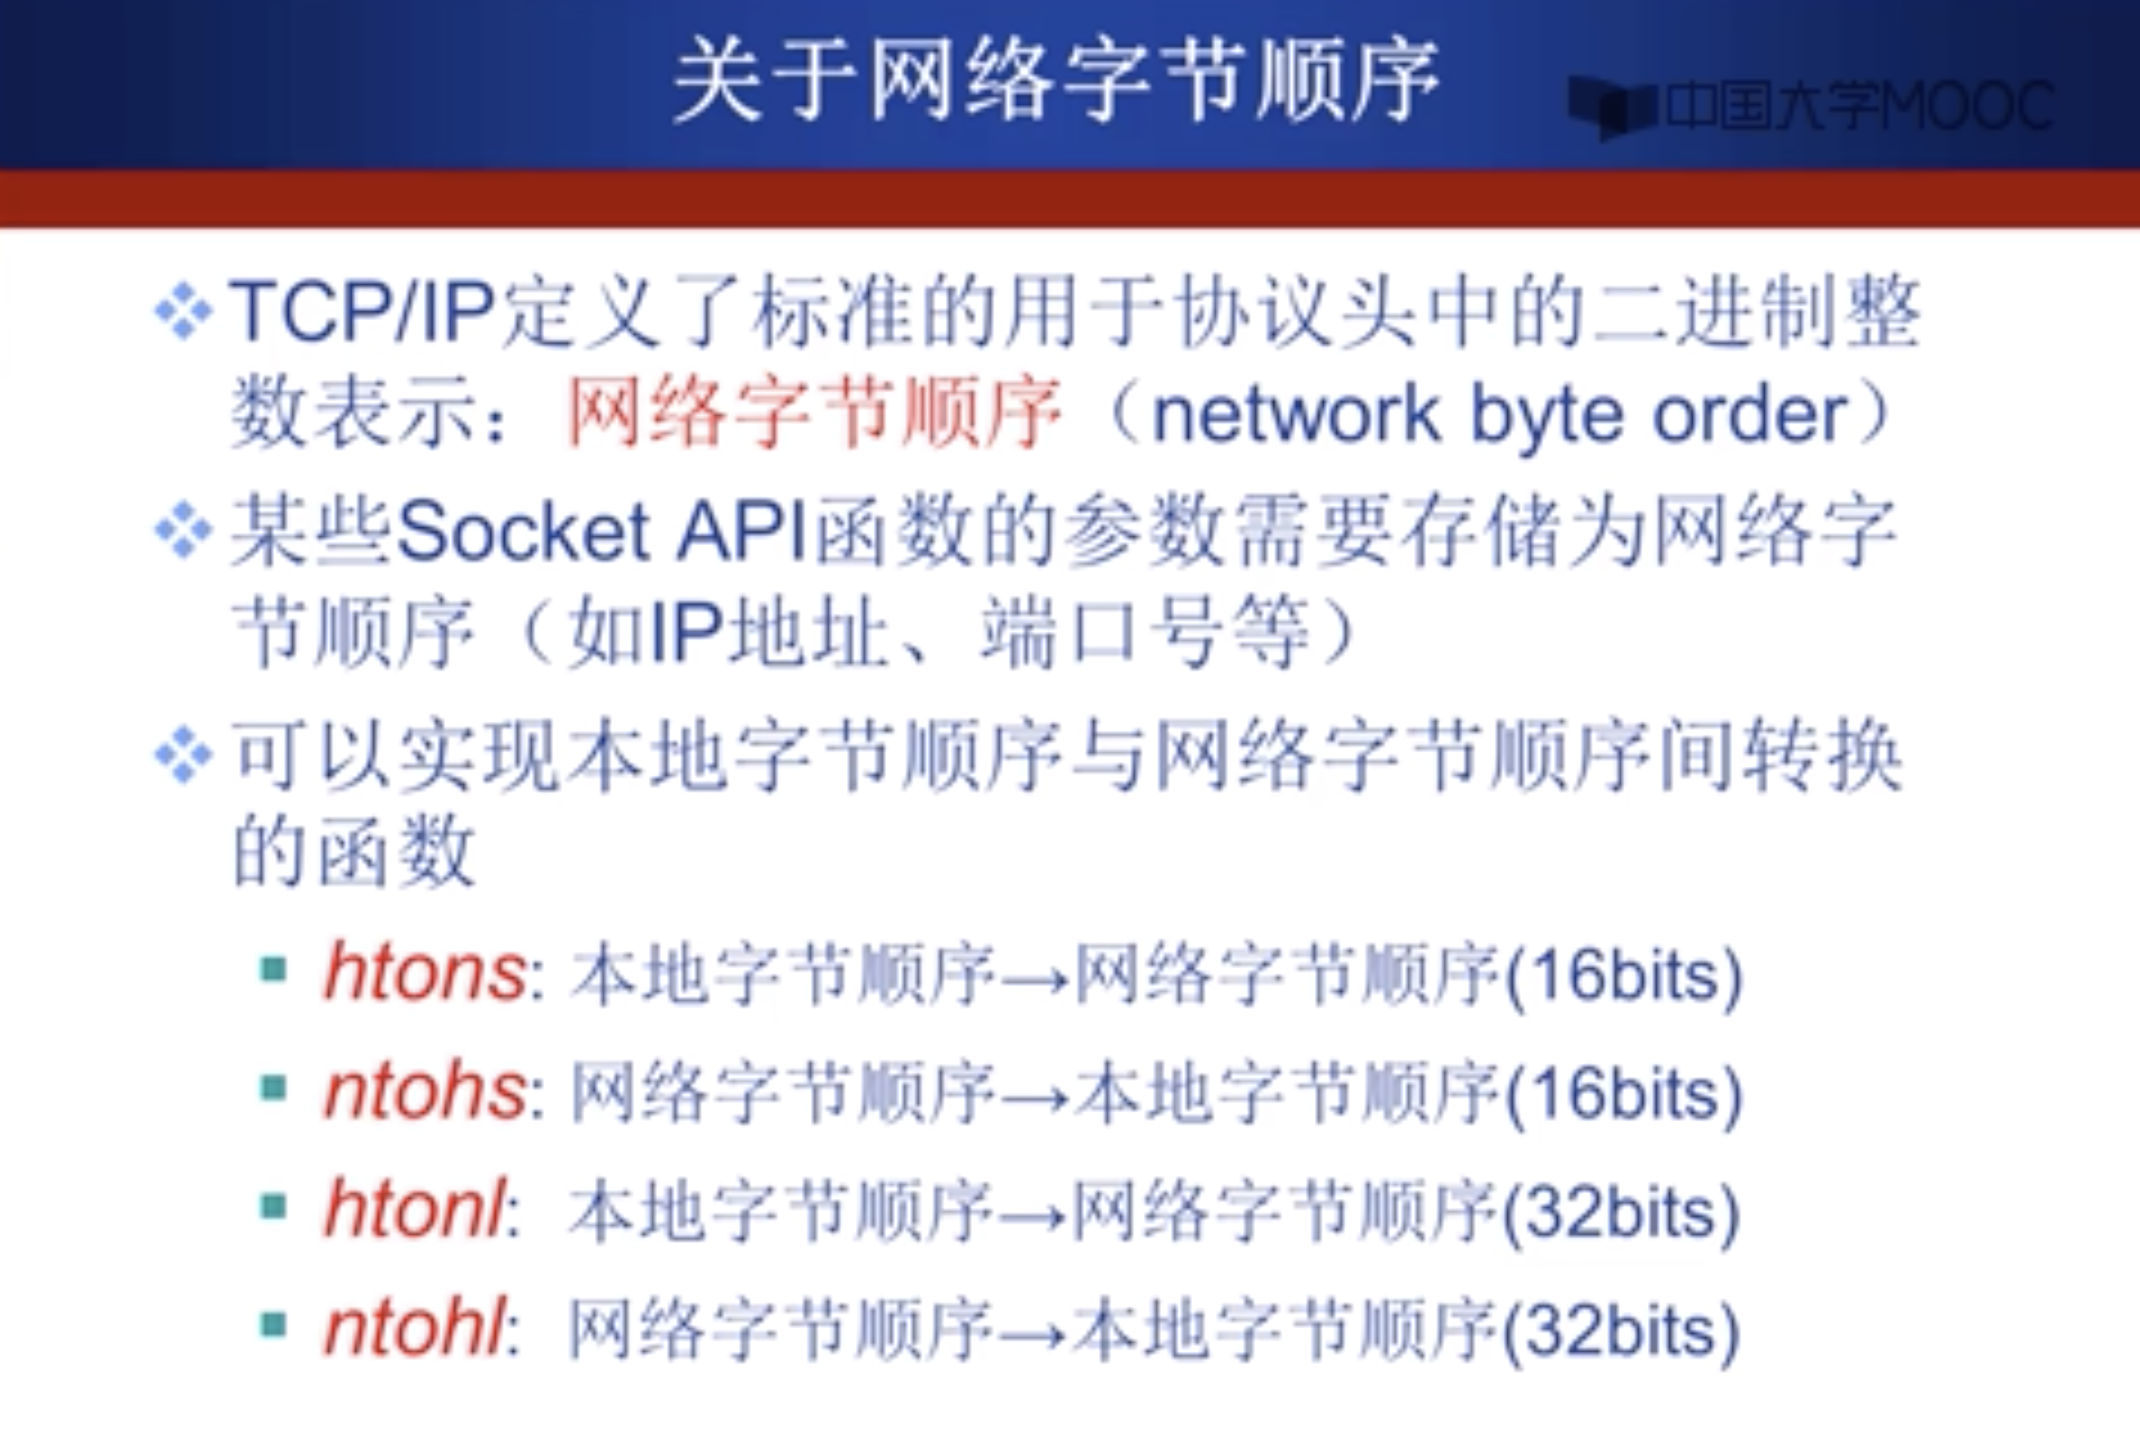 关于网络字节顺序
中国大学MOOC
TCP/IP定义了标准的用于协议头中的二进制整
数表示：网络字节顺序（network byte order）
某些Socket API函数的参数需要存储为网络字
节顺序（如IP地址、端口号等）
可以实现本地字节顺序与网络字节顺序间转换
的函数
htons: 本地字节顺序→网络字节顺序(16bits)
ntohs: 网络字节顺序→本地字节顺序(16bits)
htonl: 本地字节顺序→网络字节顺序(32bits)
ntohl: 网络字节顺序→本地字节顺序(32bits)